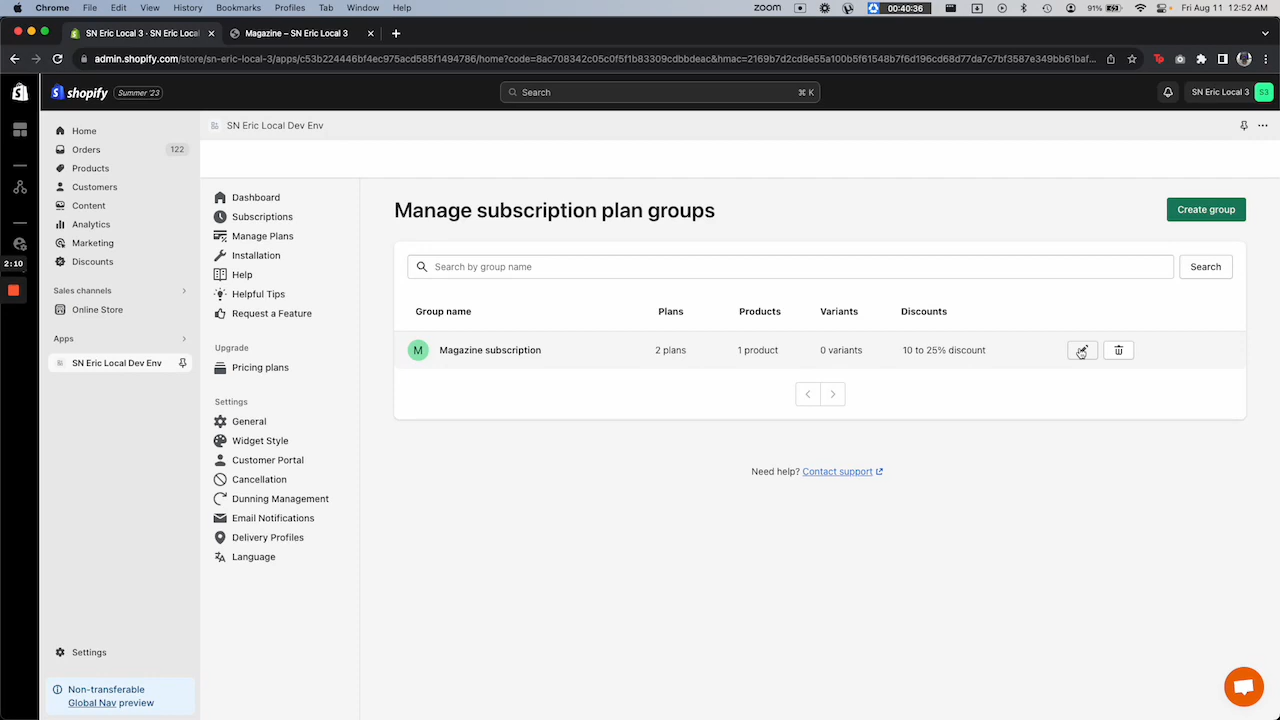 Chrome File Edit View History Bookmarks Profiles Tab Window Help
ZOOM 00:40:36 91% Fri Aug 11 12:52 AM
SN Eric Local 3 · SN Eric Local
Magazine – SN Eric Local 3
admin.shopify.com/store/sn-eric-local-3/apps/c53b224446bf4ec975acd585f1494786/home?code=8ac708342c05c0f5f1b83309cdbbdeac&hmac=2169b7d2cd8e55a100b5f61548b7f6d196cd68d77da7c7bf3587e349bb61baf...
shopify Summer '23
Search ⌘ K
SN Eric Local 3 S3
2:10
Home
Orders 122
Products
Customers
Content
Analytics
Marketing
Discounts
Sales channels
Online Store
Apps
SN Eric Local Dev Env
Settings
Non-transferable
Global Nav preview
SN Eric Local Dev Env
Dashboard
Subscriptions
Manage Plans
Installation
Help
Helpful Tips
Request a Feature
Upgrade
Pricing plans
Settings
General
Widget Style
Customer Portal
Cancellation
Dunning Management
Email Notifications
Delivery Profiles
Language
Manage subscription plan groups
Create group
Search by group name
Search
Group name Plans Products Variants Discounts
M Magazine subscription 2 plans 1 product 0 variants 10 to 25% discount
Need help? Contact support